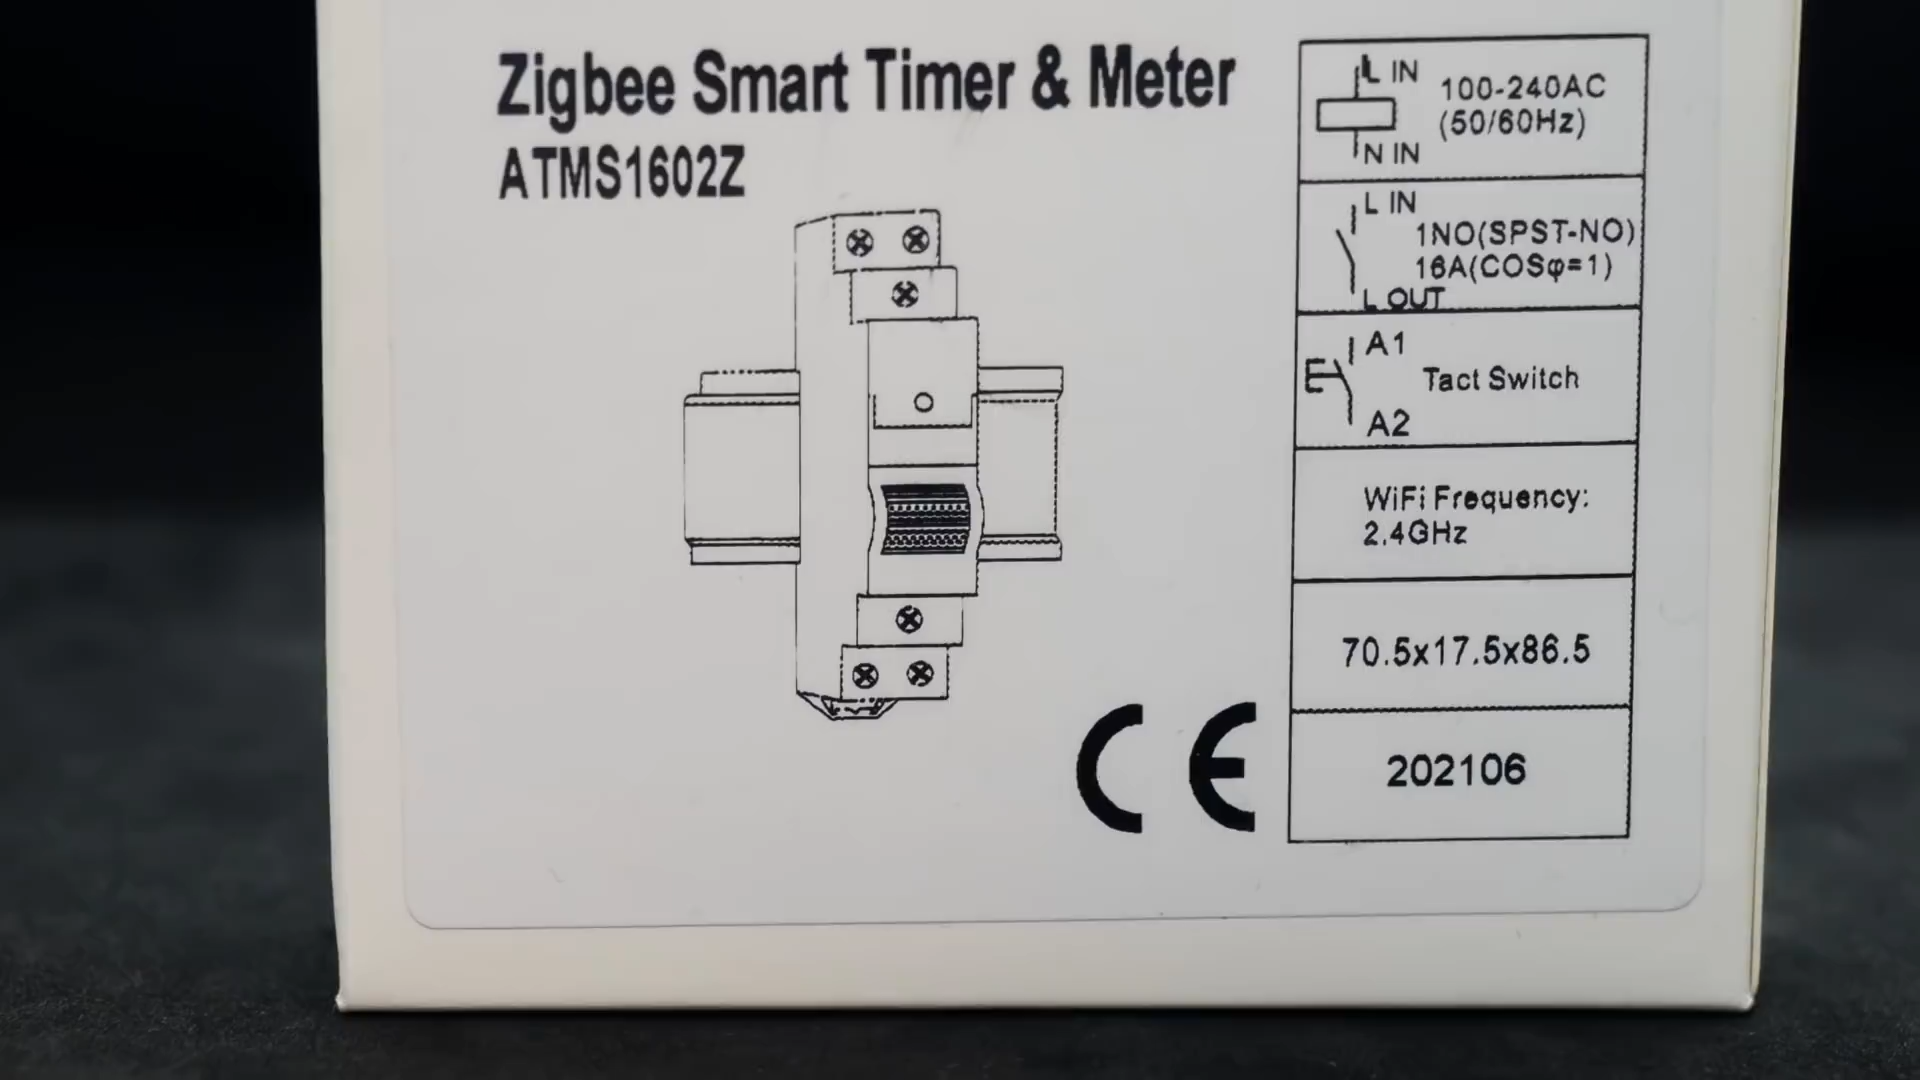 Zigbee Smart Timer & Meter
ATMS1602Z
L IN
100-240AC
(50/60Hz)
N IN
L IN
1NO(SPST-NO)
16A(COSφ=1)
L OUT
A1
Tact Switch
A2
WiFi Frequency:
2.4GHz
70.5x17.5x86.5
202106
CE